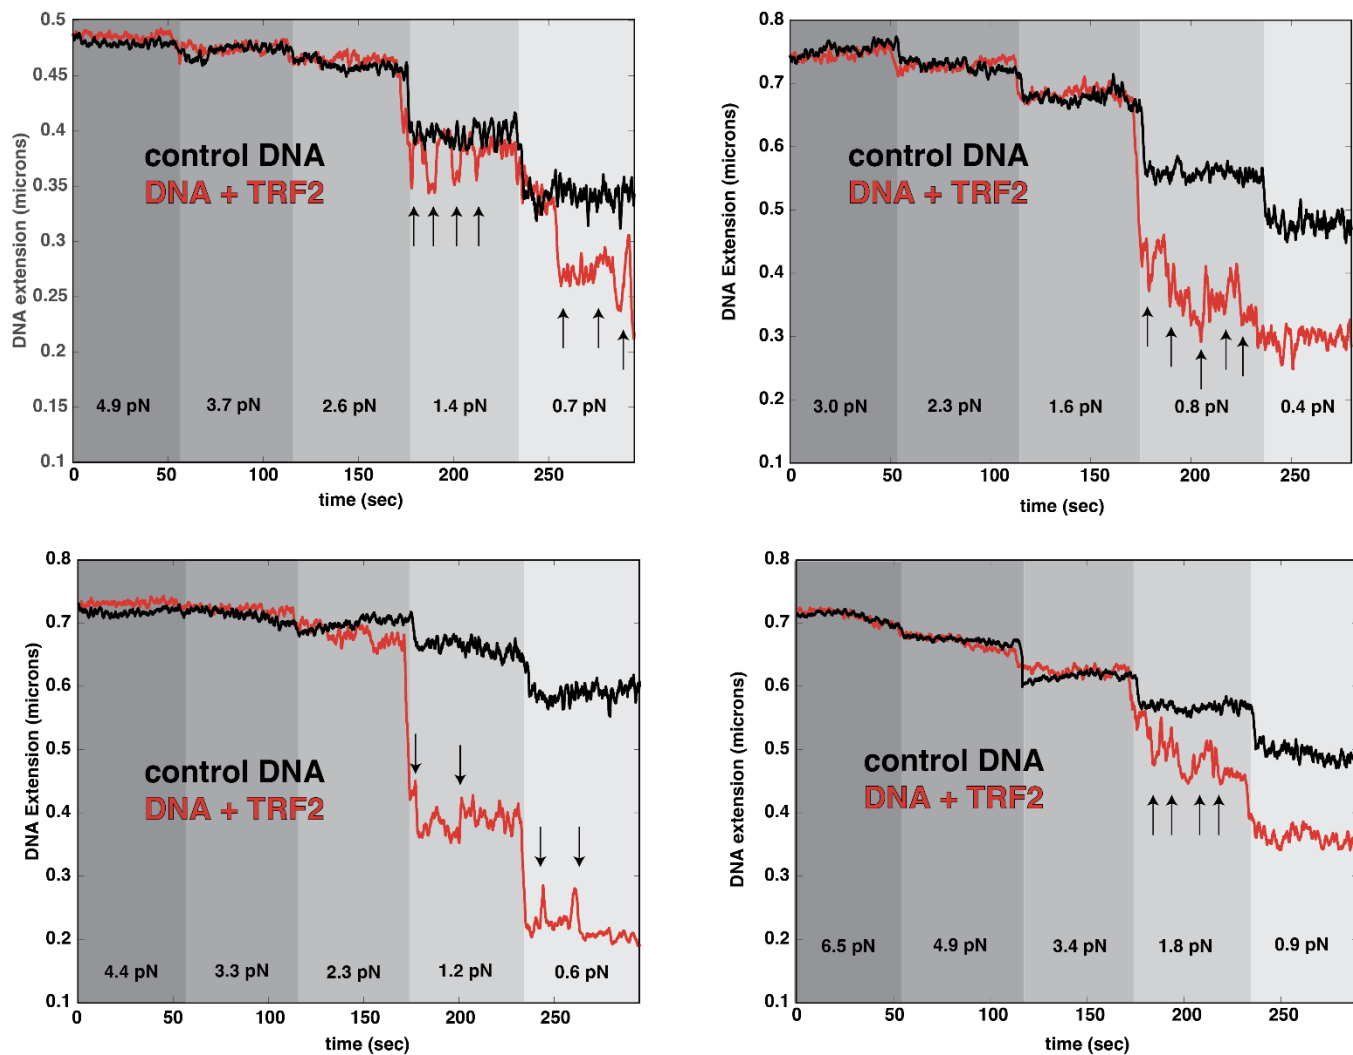 0.5
0.45
0.4
0.35
0.3
0.25
0.2
0.15
0.1
DNA extension (microns)
control DNA
DNA + TRF2
4.9 pN 3.7 pN 2.6 pN 1.4 pN 0.7 pN
0 50 100 150 200 250
time (sec)
0.8
0.7
0.6
0.5
0.4
0.3
0.2
0.1
DNA Extension (microns)
control DNA
DNA + TRF2
3.0 pN 2.3 pN 1.6 pN 0.8 pN 0.4 pN
0 50 100 150 200 250
time (sec)
0.8
0.7
0.6
0.5
0.4
0.3
0.2
0.1
DNA Extension (microns)
control DNA
DNA + TRF2
4.4 pN 3.3 pN 2.3 pN 1.2 pN 0.6 pN
0 50 100 150 200 250
time (sec)
0.8
0.7
0.6
0.5
0.4
0.3
0.2
0.1
DNA extension (microns)
control DNA
DNA + TRF2
6.5 pN 4.9 pN 3.4 pN 1.8 pN 0.9 pN
0 50 100 150 200 250
time (sec)